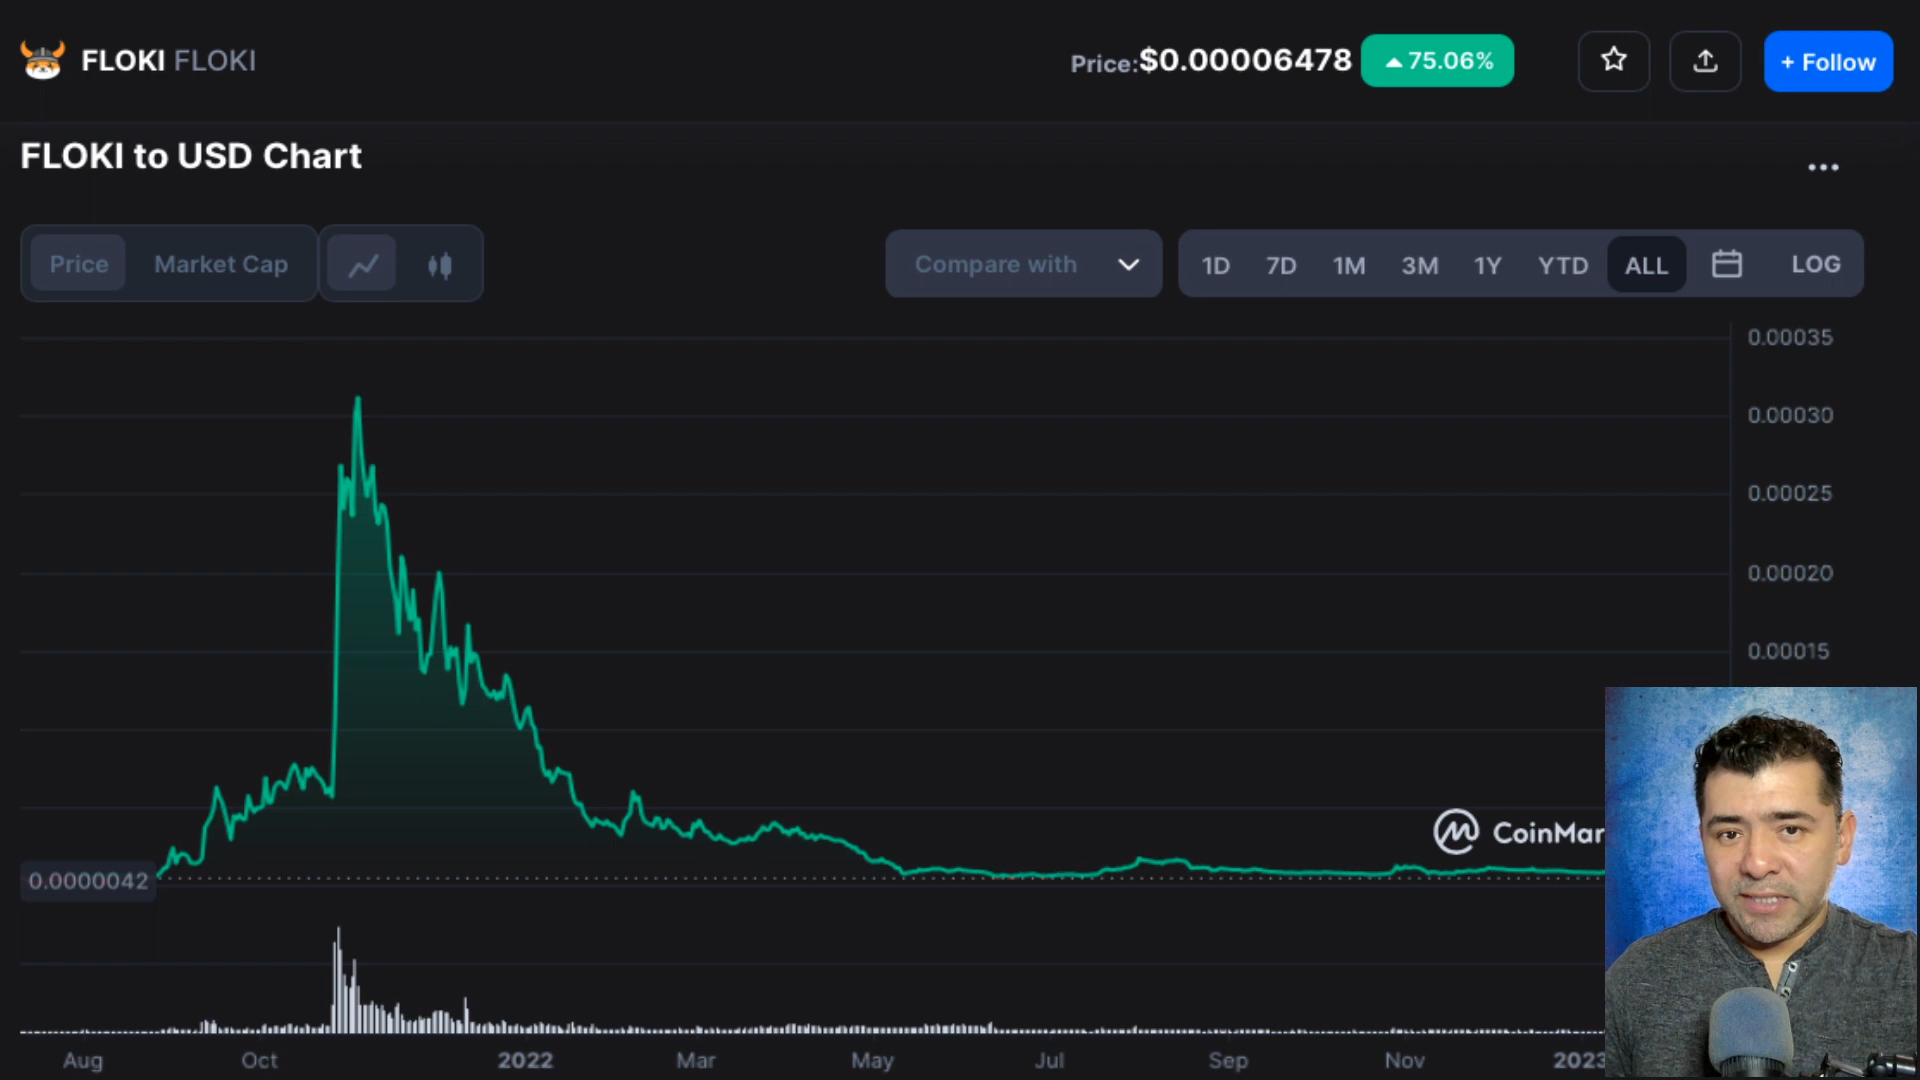 FLOKI FLOKI
Price:$0.00006478 75.06%
+ Follow
FLOKI to USD Chart
Price Market Cap
Compare with
1D 7D 1M 3M 1Y YTD ALL LOG
0.00035
0.00030
0.00025
0.00020
0.00015
CoinMar
0.0000042
Aug Oct 2022 Mar May Jul Sep Nov 2023